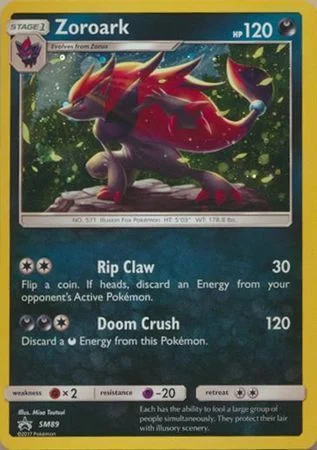 STAGE 1
Zoroark
HP 120
Evolves from Zorua
NO. 571 Illusion Fox Pokémon HT: 5'03" WT: 178.8 lbs.
Rip Claw 30
Flip a coin. If heads, discard an Energy from your
opponent's Active Pokémon.
Doom Crush 120
Discard a Energy from this Pokémon.
weakness ×2 resistance -20 retreat
Illus. Misa Tsutsui
SM89
©2017 Pokémon
Each has the ability to fool a large group of
people simultaneously. They protect their lair
with illusory scenery.